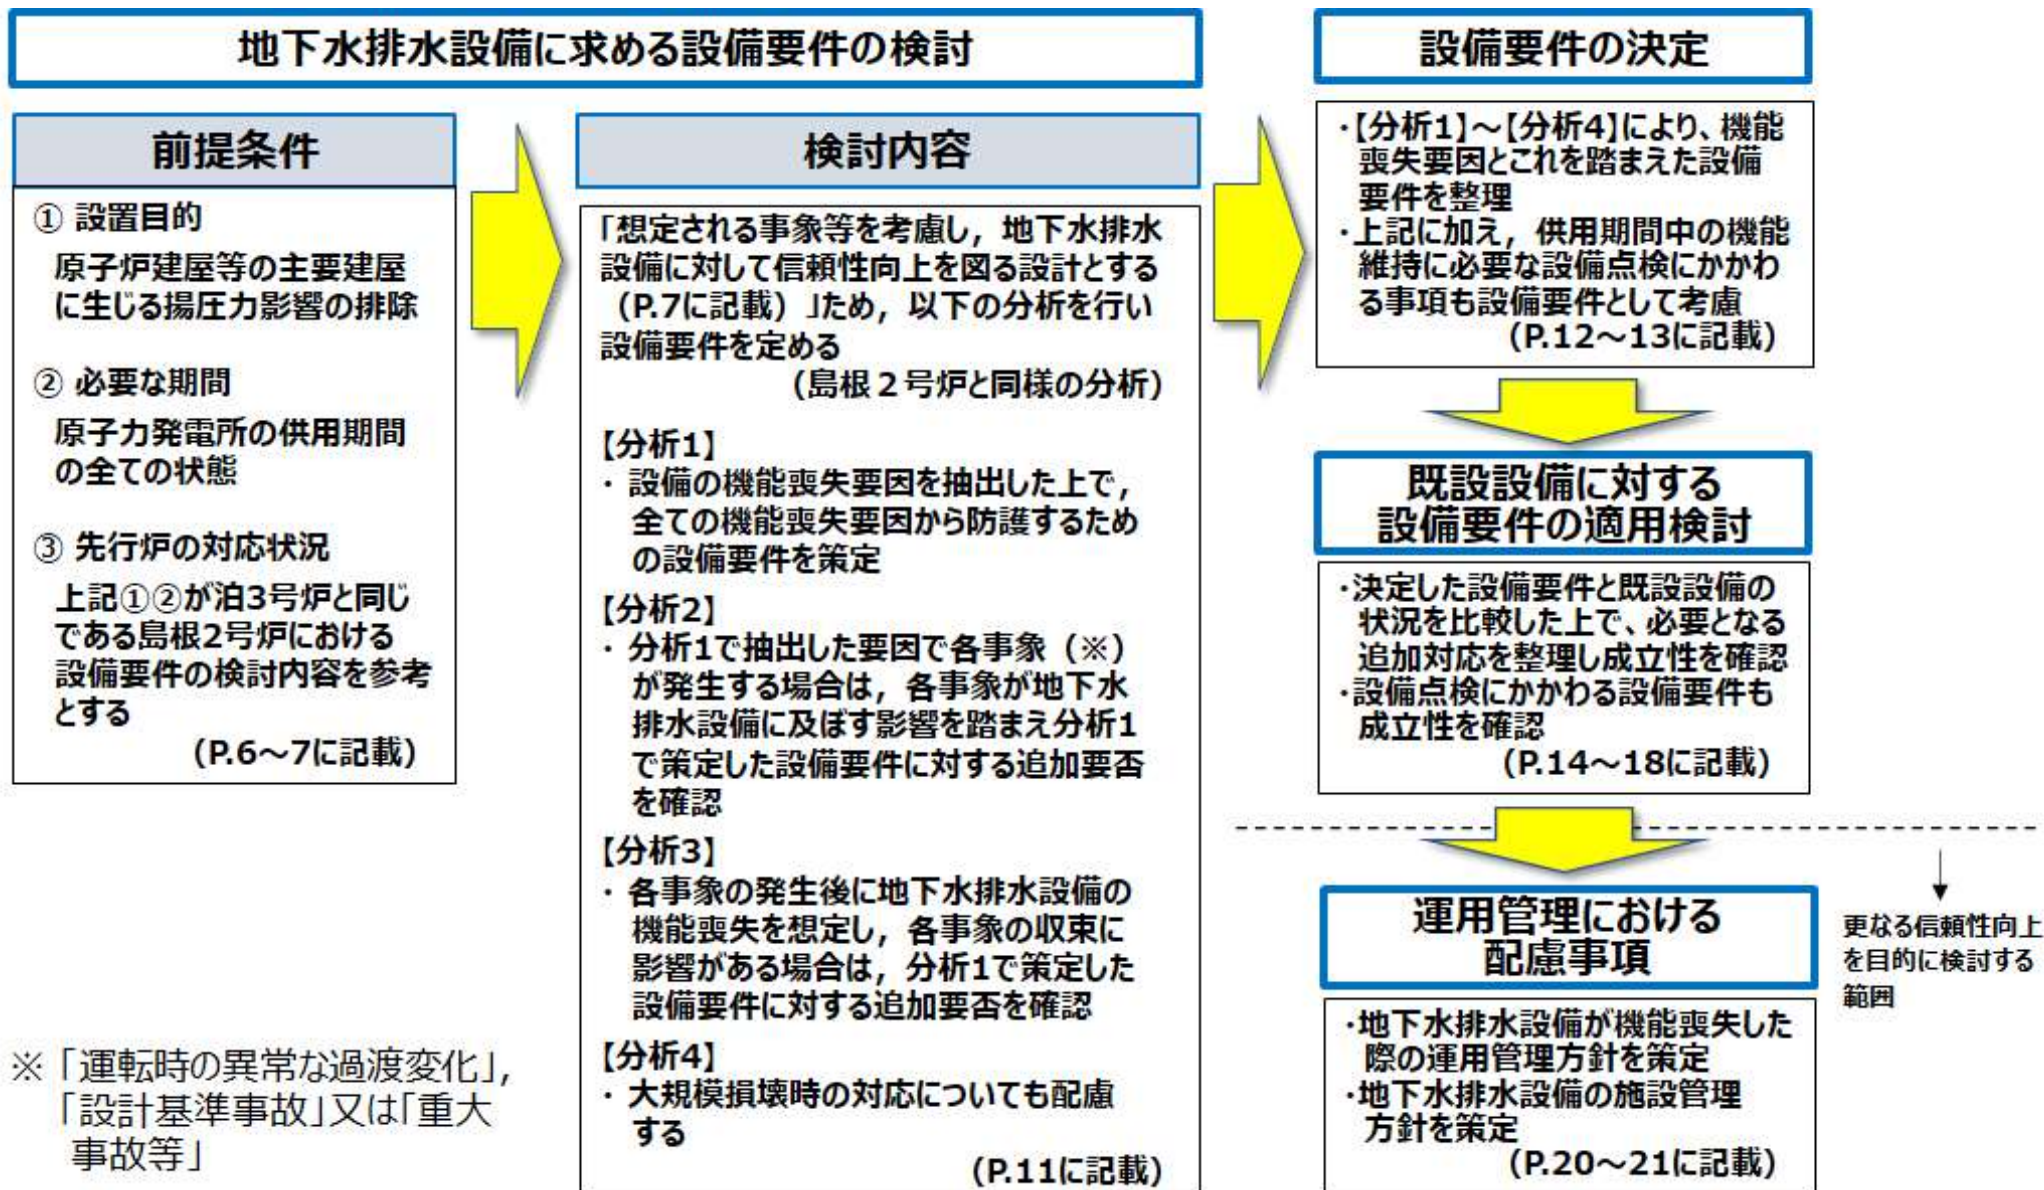 地下水排水設備に求める設備要件の検討
前提条件
① 設置目的
原子炉建屋等の主要建屋
に生じる揚圧力影響の排除
② 必要な期間
原子力発電所の供用期間
の全ての状態
③ 先行炉の対応状況
上記①②が泊3号炉と同じ
である島根2号炉における
設備要件の検討内容を参考
とする
(P.6～7に記載)
検討内容
「想定される事象等を考慮し，地下水排水
設備に対して信頼性向上を図る設計とする
（P.7に記載）」ため，以下の分析を行い
設備要件を定める
(島根２号炉と同様の分析)
【分析1】
・設備の機能喪失要因を抽出した上で，
全ての機能喪失要因から防護するため
の設備要件を策定
【分析2】
・分析1で抽出した要因で各事象（※）
が発生する場合は，各事象が地下水
排水設備に及ぼす影響を踏まえ分析1
で策定した設備要件に対する追加要否
を確認
【分析3】
・各事象の発生後に地下水排水設備の
機能喪失を想定し，各事象の収束に
影響がある場合は，分析1で策定した
設備要件に対する追加要否を確認
【分析4】
・大規模損壊時の対応についても配慮
する
(P.11に記載)
設備要件の決定
・【分析1】～【分析4】により、機能
喪失要因とこれを踏まえた設備
要件を整理
・上記に加え，供用期間中の機能
維持に必要な設備点検にかかわ
る事項も設備要件として考慮
(P.12～13に記載)
既設設備に対する
設備要件の適用検討
・決定した設備要件と既設設備の
状況を比較した上で、必要となる
追加対応を整理し成立性を確認
・設備点検にかかわる設備要件も
成立性を確認
(P.14～18に記載)
運用管理における
配慮事項
・地下水排水設備が機能喪失した
際の運用管理方針を策定
・地下水排水設備の施設管理
方針を策定
(P.20～21に記載)
更なる信頼性向上
を目的に検討する
範囲
※「運転時の異常な過渡変化」，
「設計基準事故」又は「重大
事故等」